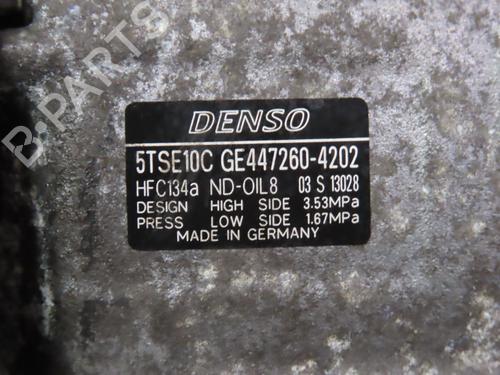 DENSO
5TSE10C GE447260-4202
HFC134a ND-OIL8 03 S 13028
DESIGN HIGH SIDE 3.53MPa
PRESS LOW SIDE 1.67MPa
MADE IN GERMANY